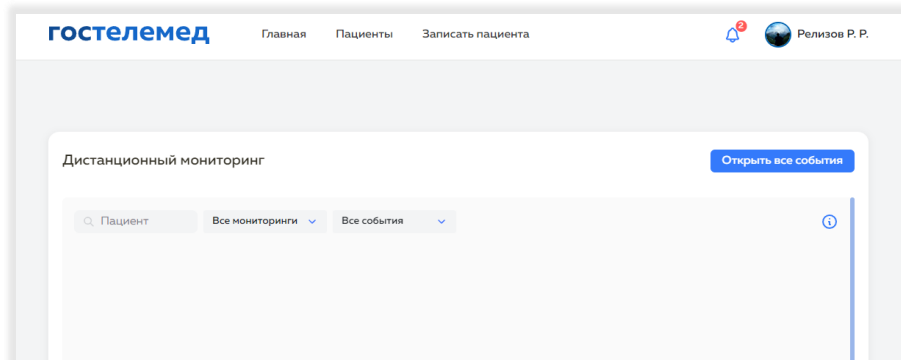 гостелемед Главная Пациенты Записать пациента 2 Релизов Р. Р.
Дистанционный мониторинг Открыть все события
Пациент Все мониторинги Все события